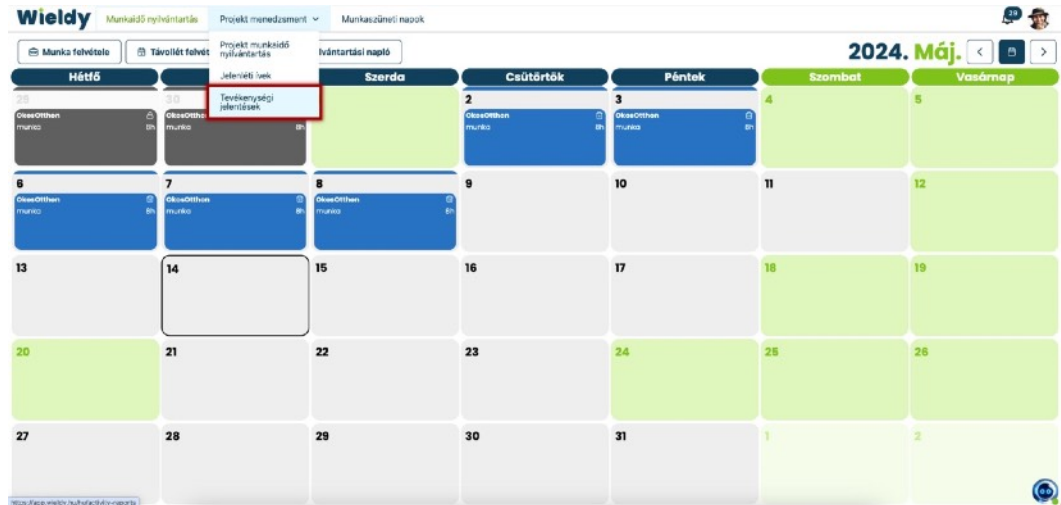 Wieldy Munkaidő nyilvántartás Projekt menedzsment Munkaszüneti napok 29
Munka felvétele Távollét felvét Projekt munkaidő nyilvántartás lvántartási napló 2024. Máj.
Jelenléti ívek
Tevékenységi jelentések
Hétfő Szerda Csütörtök Péntek Szombat Vasárnap
30 2 3 4 5
OkosOtthon OkosOtthon OkosOtthon OkosOtthon
munka 8h munka 8h munka 8h munka 8h
6 7 8 9 10 11 12
OkosOtthon OkosOtthon OkosOtthon
munka 8h munka 8h munka 8h
13 14 15 16 17 18 19
20 21 22 23 24 25 26
27 28 29 30 31 1 2